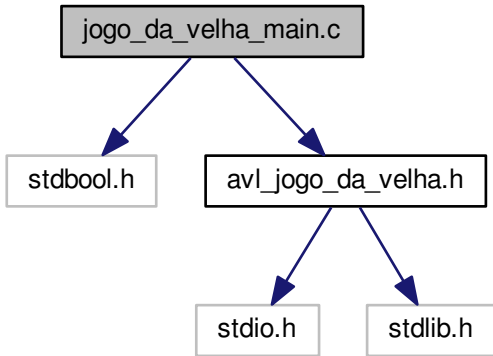 jogo_da_velha_main.c
stdbool.h
avl_jogo_da_velha.h
stdio.h
stdlib.h